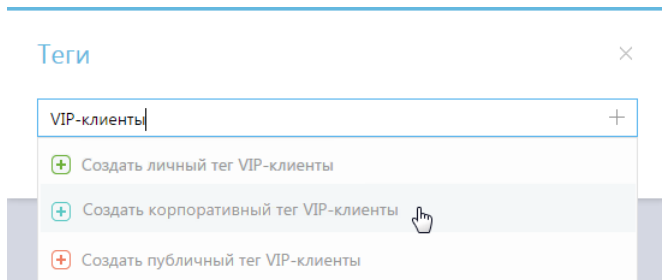 Теги
VIP-клиенты
Создать личный тег VIP-клиенты
Создать корпоративный тег VIP-клиенты
Создать публичный тег VIP-клиенты